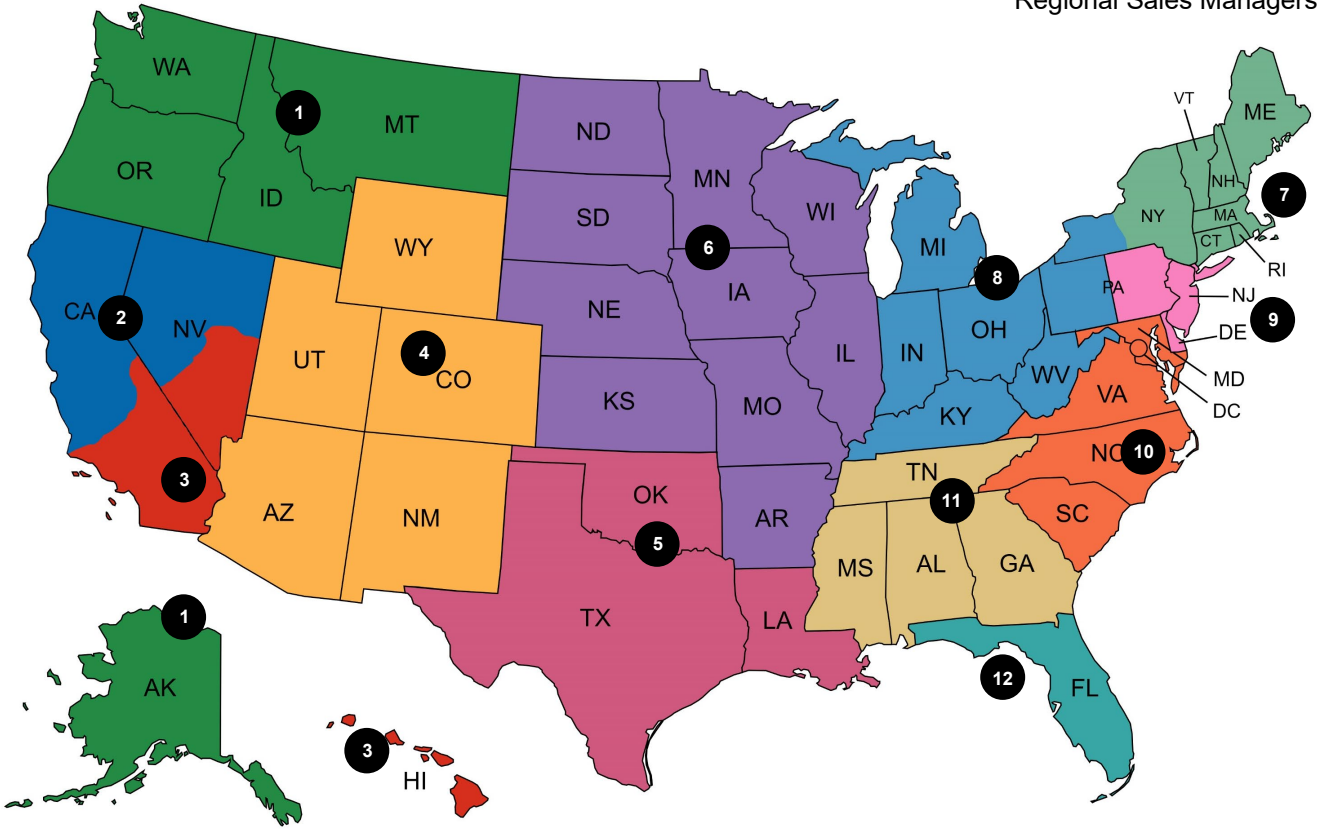 Regional Sales Managers
WA
1
MT
OR
ID
ND
MN
SD
WI
WY
6
NE
IA
MI
8
VT
ME
NH
7
NY
MA
CT
RI
CA
2
NV
UT
4
CO
KS
MO
IL
IN
OH
PA
NJ
9
DE
MD
DC
WV
KY
VA
3
AZ
NM
OK
5
AR
TN
11
NC
10
SC
TX
LA
MS
AL
GA
12
FL
1
AK
3
HI